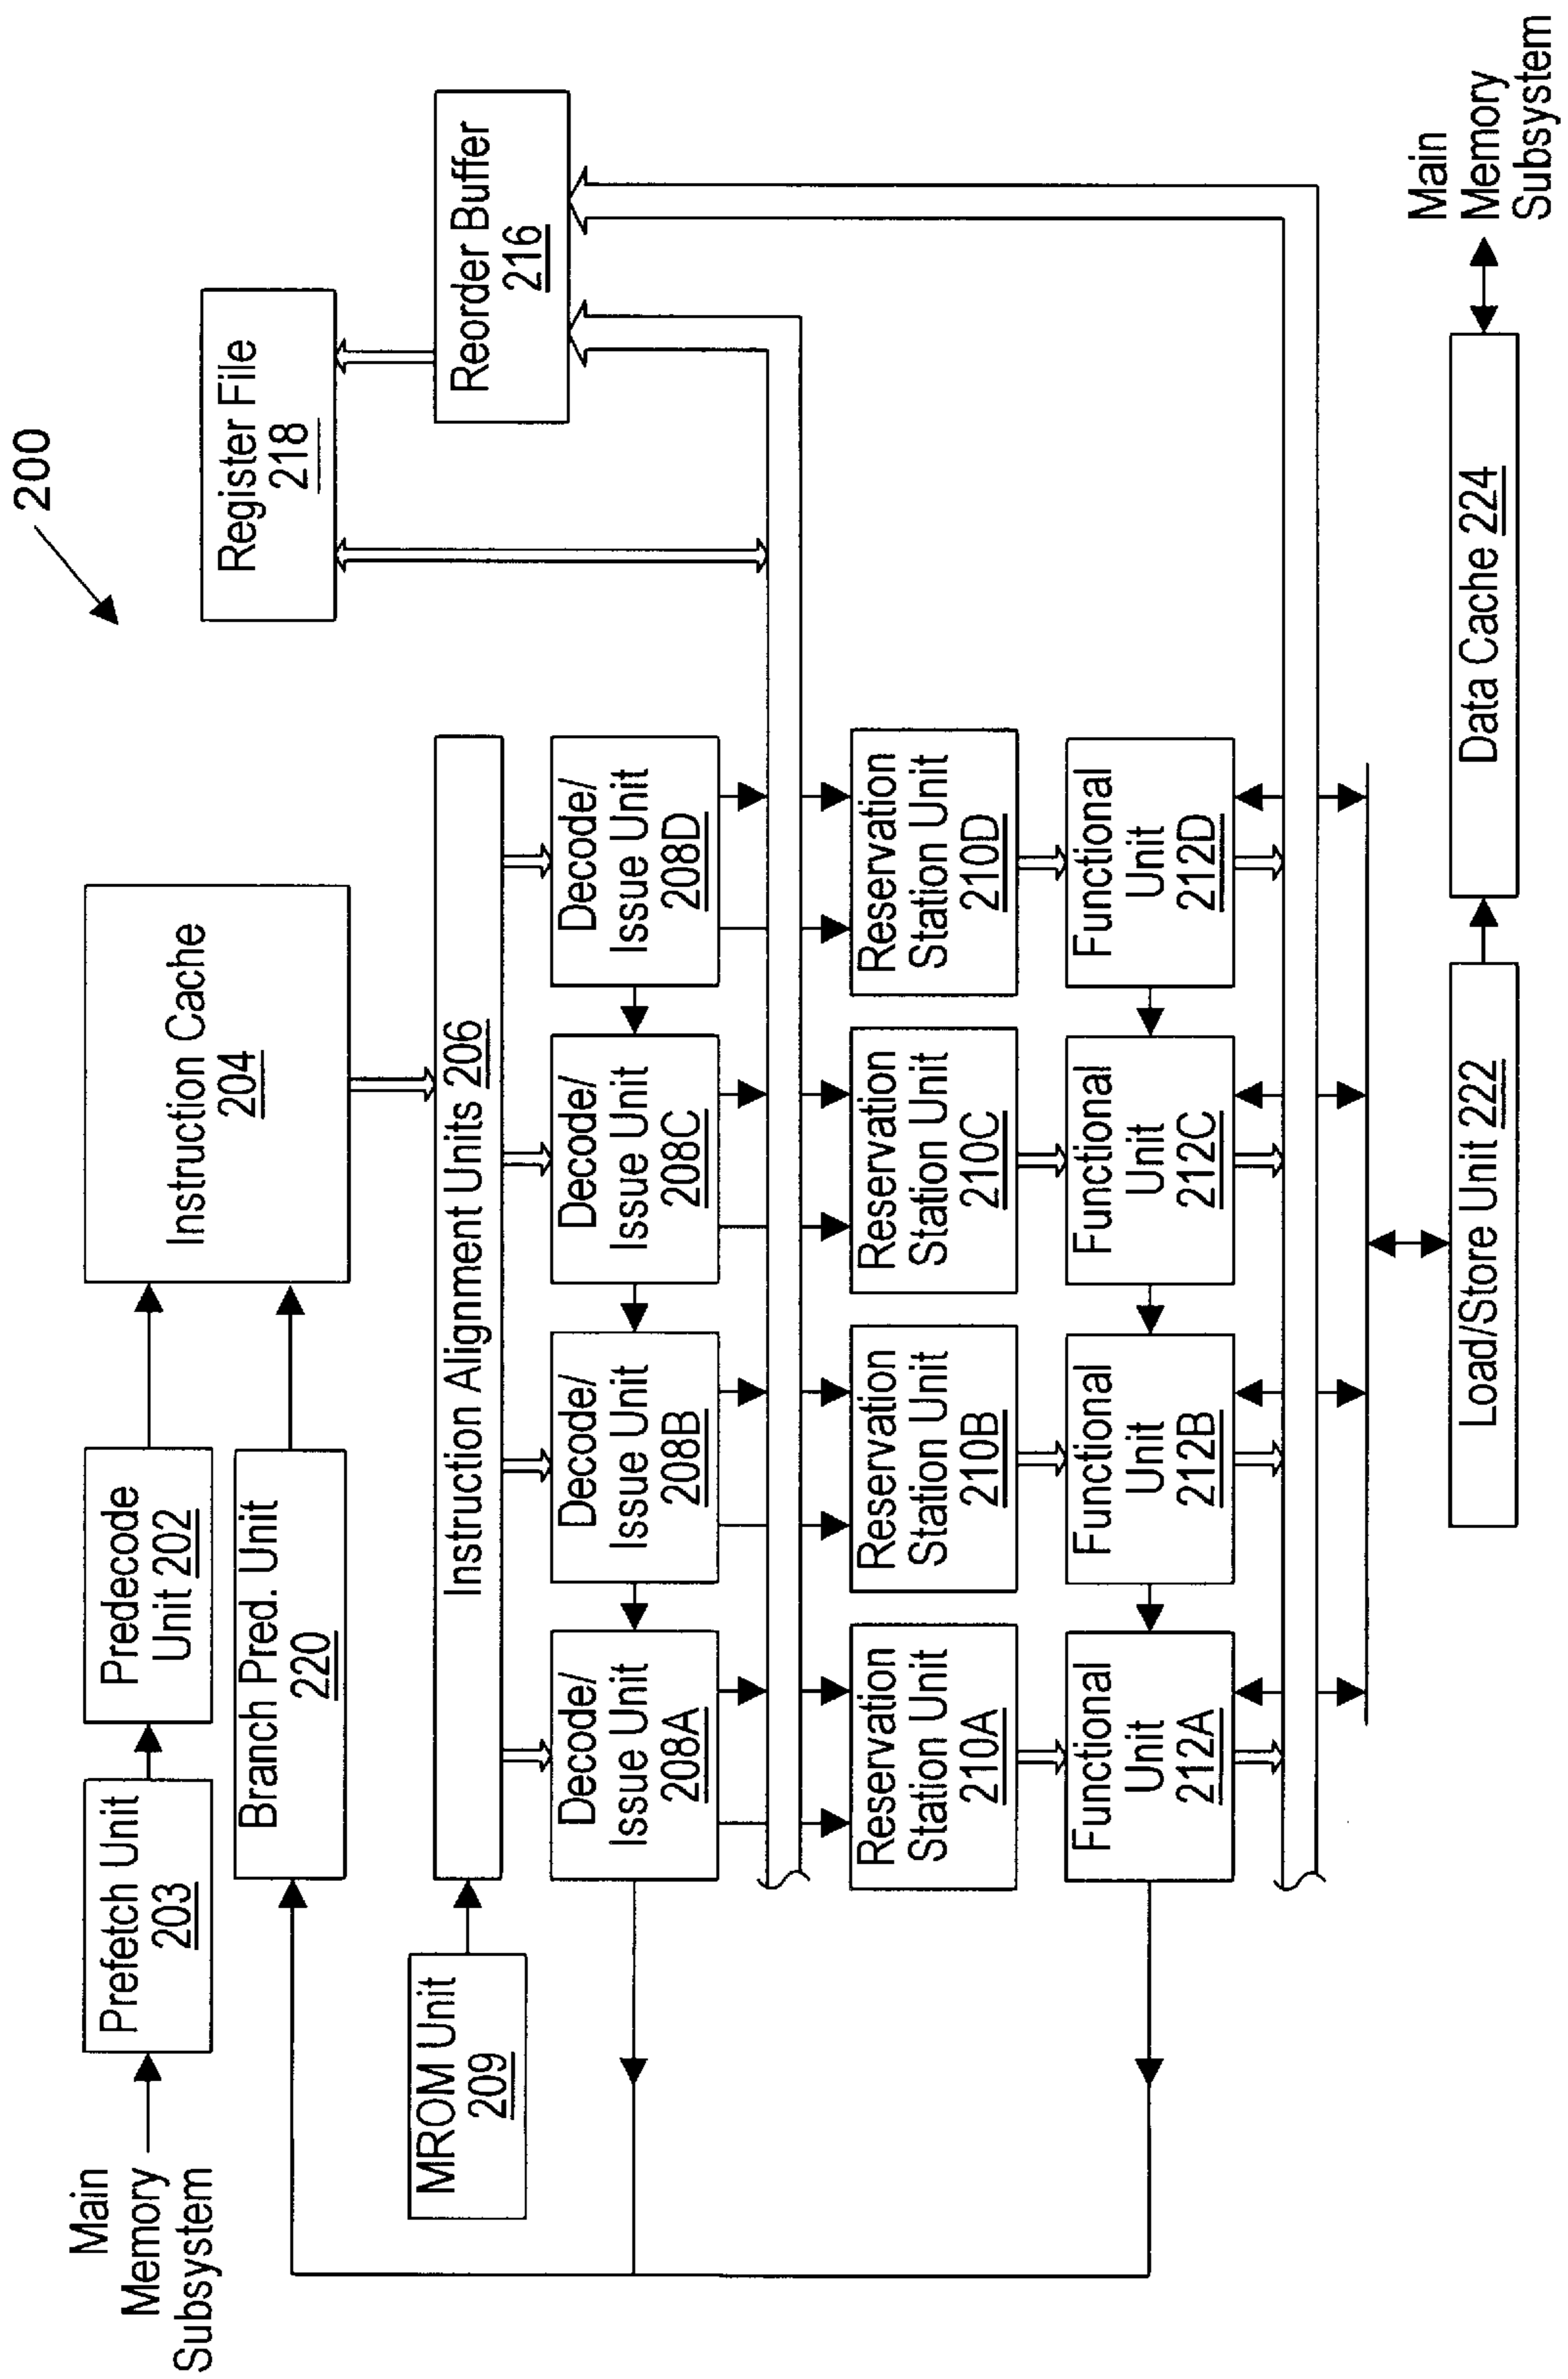 200
Main
Memory
Subsystem
Prefetch Unit
203
Predecode
Unit 202
Branch Pred. Unit
220
Instruction Cache
204
Register File
218
Reorder Buffer
216
MROM Unit
209
Instruction Alignment Units 206
Decode/
Issue Unit
208A
Decode/
Issue Unit
208B
Decode/
Issue Unit
208C
Decode/
Issue Unit
208D
Reservation
Station Unit
210A
Reservation
Station Unit
210B
Reservation
Station Unit
210C
Reservation
Station Unit
210D
Functional
Unit
212A
Functional
Unit
212B
Functional
Unit
212C
Functional
Unit
212D
Load/Store Unit 222
Data Cache 224
Main
Memory
Subsystem